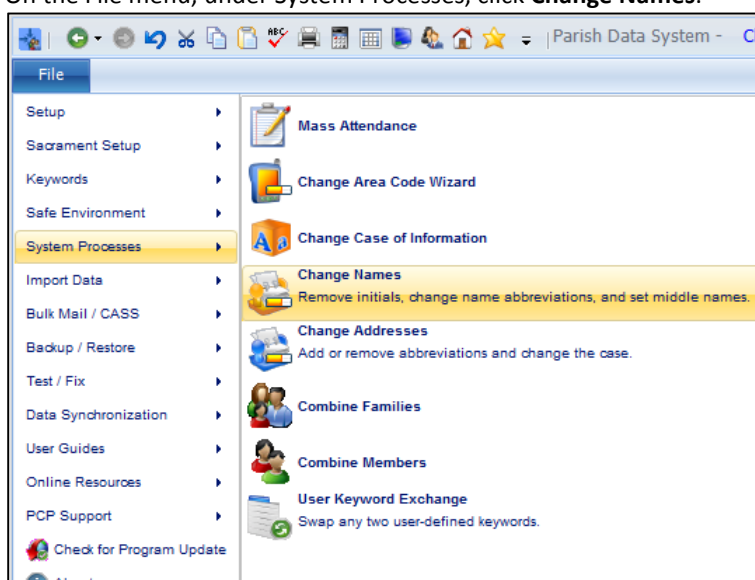 On the File menu, under System Processes, click Change Names.
ABC
Parish Data System -
File
Setup
Sacrament Setup
Keywords
Safe Environment
System Processes
Import Data
Bulk Mail / CASS
Backup / Restore
Test / Fix
Data Synchronization
User Guides
Online Resources
PCP Support
Check for Program Update
Mass Attendance
Change Area Code Wizard
Change Case of Information
Change Names
Remove initials, change name abbreviations, and set middle names.
Change Addresses
Add or remove abbreviations and change the case.
Combine Families
Combine Members
User Keyword Exchange
Swap any two user-defined keywords.